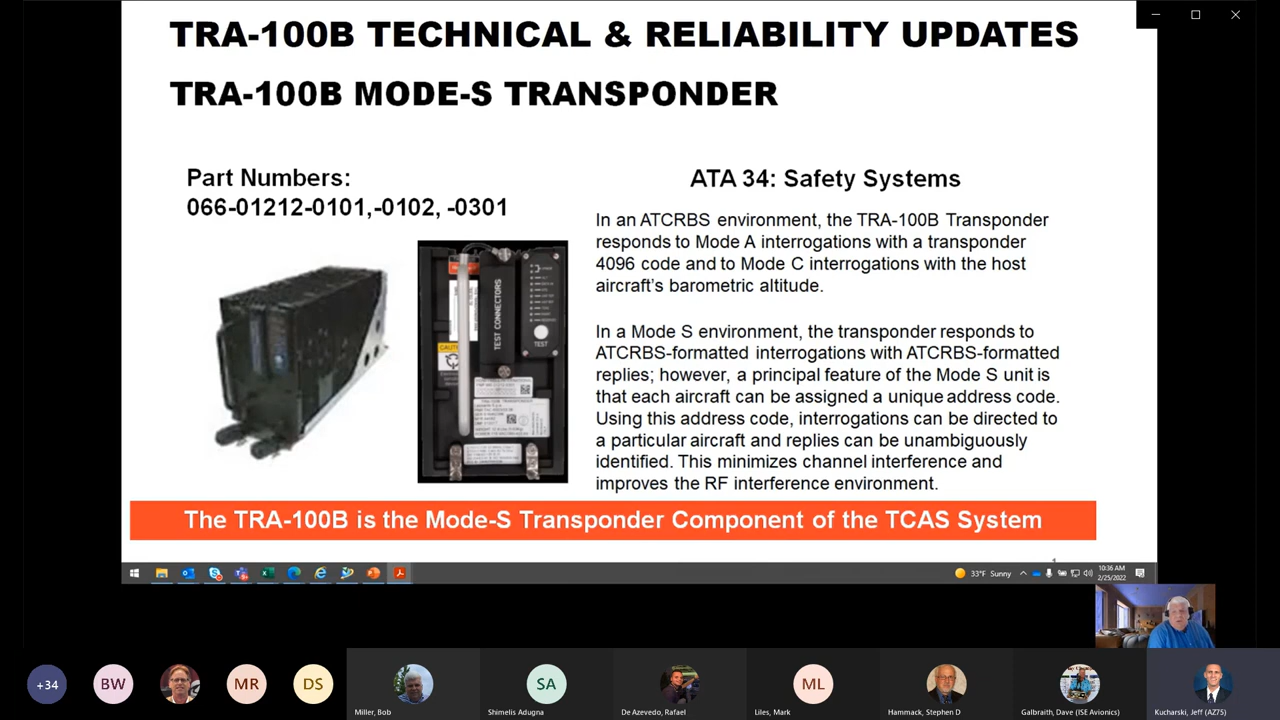 TRA-100B TECHNICAL & RELIABILITY UPDATES
TRA-100B MODE-S TRANSPONDER
Part Numbers:
066-01212-0101,-0102, -0301
TEST CONNECTORS
TEST
ATA 34: Safety Systems
In an ATCRBS environment, the TRA-100B Transponder
responds to Mode A interrogations with a transponder
4096 code and to Mode C interrogations with the host
aircraft's barometric altitude.
In a Mode S environment, the transponder responds to
ATCRBS-formatted interrogations with ATCRBS-formatted
replies; however, a principal feature of the Mode S unit is
that each aircraft can be assigned a unique address code.
Using this address code, interrogations can be directed to
a particular aircraft and replies can be unambiguously
identified. This minimizes channel interference and
improves the RF interference environment.
The TRA-100B is the Mode-S Transponder Component of the TCAS System
33°F Sunny
10:36 AM
2/25/2022
+34
BW
MR
DS
SA
ML
Miller, Bob
Shimelis Adugna
De Azevedo, Rafael
Liles, Mark
Hammack, Stephen D
Galbraith, Dave (ISE Avionics)
Kucharski, Jeff (AZ75)